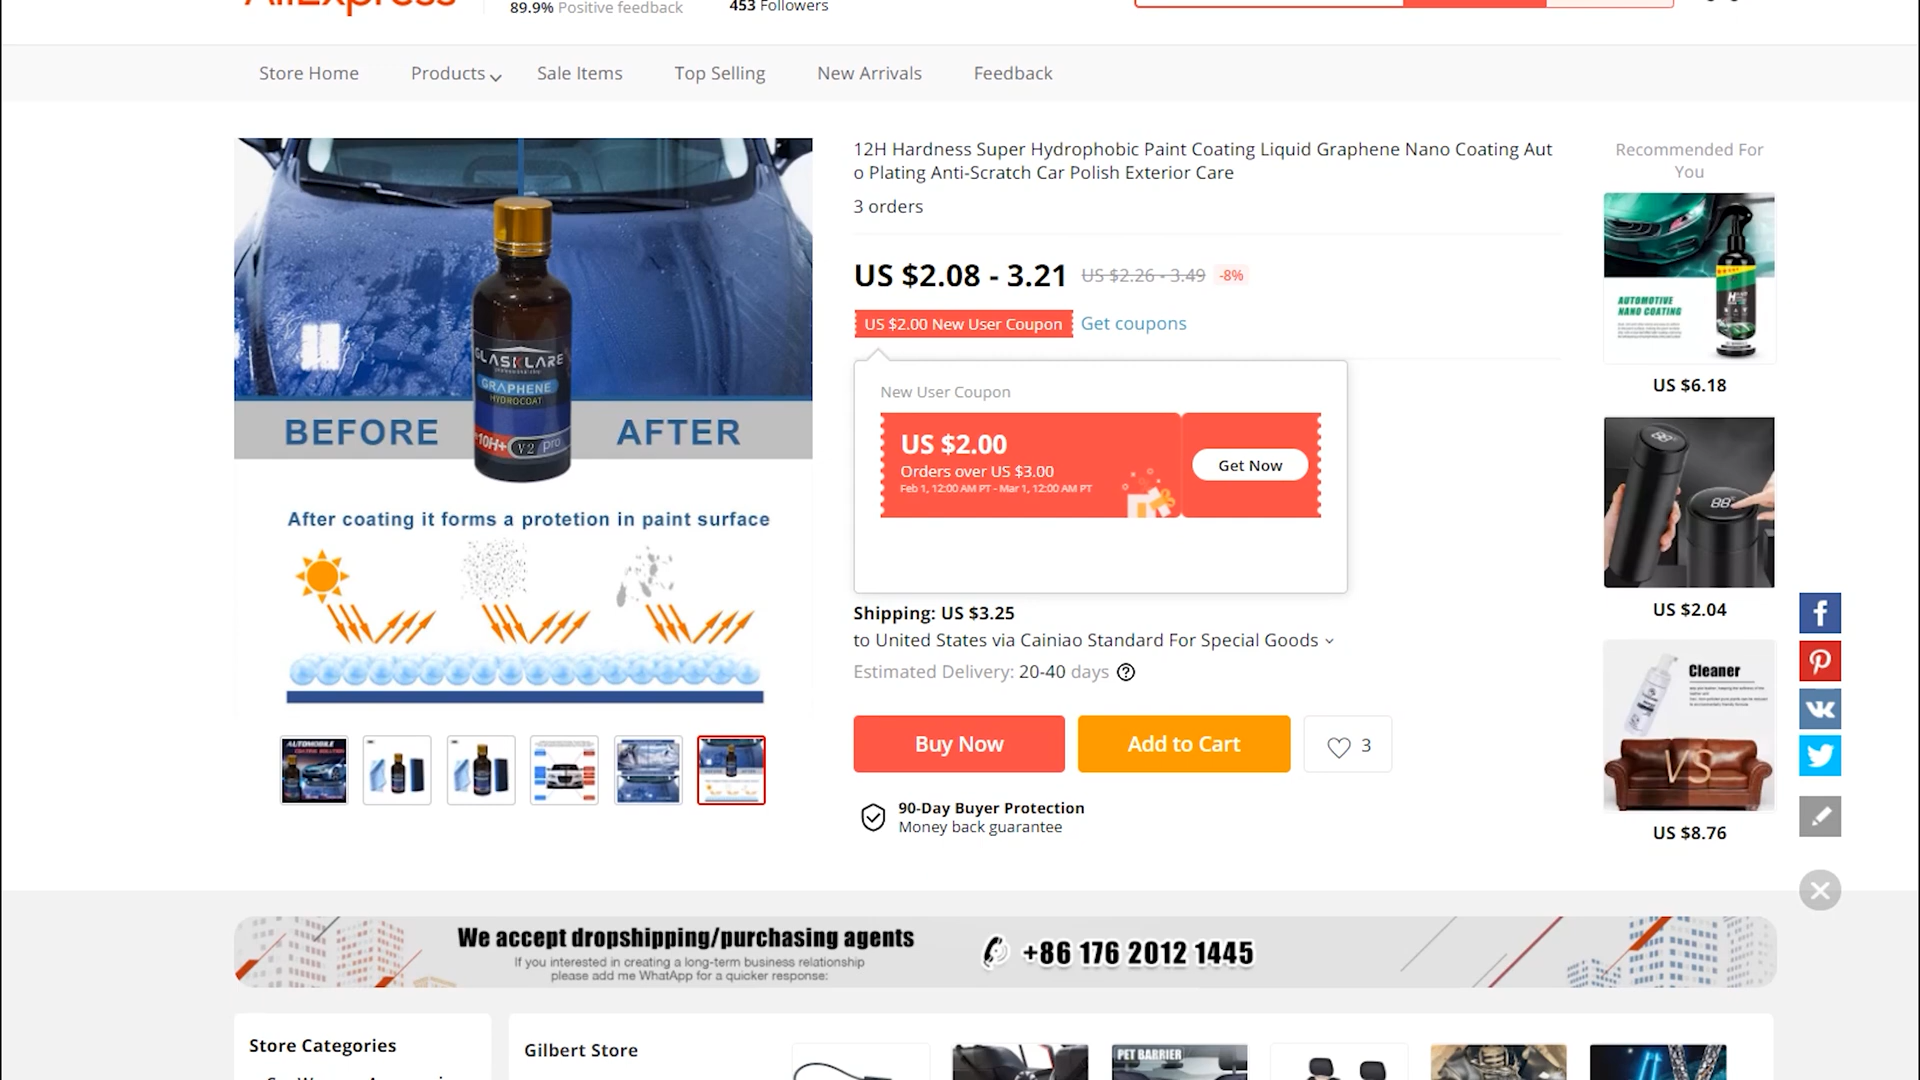 AliExpress
89.9% Positive feedback
453 Followers
Store Home
Products
Sale Items
Top Selling
New Arrivals
Feedback
GLASKLARE
GRAPHENE
HYDROCOAT
10H+ V2 pro
BEFORE
AFTER
After coating it forms a protetion in paint surface
12H Hardness Super Hydrophobic Paint Coating Liquid Graphene Nano Coating Aut
o Plating Anti-Scratch Car Polish Exterior Care
3 orders
US $2.08 - 3.21 US $2.26 - 3.49 -8%
US $2.00 New User Coupon Get coupons
New User Coupon
US $2.00
Orders over US $3.00
Feb 1, 12:00 AM PT - Mar 1, 12:00 AM PT
Get Now
Shipping: US $3.25
to United States via Cainiao Standard For Special Goods
Estimated Delivery: 20-40 days
Buy Now
Add to Cart
3
90-Day Buyer Protection
Money back guarantee
Recommended For
You
AUTOMOTIVE
NANO COATING
US $6.18
88
88
US $2.04
Cleaner
VS
US $8.76
We accept dropshipping/purchasing agents
If you interested in creating a long-term business relationship
please add me WhatApp for a quicker response:
+86 176 2012 1445
Store Categories
Gilbert Store
PET BARRIER